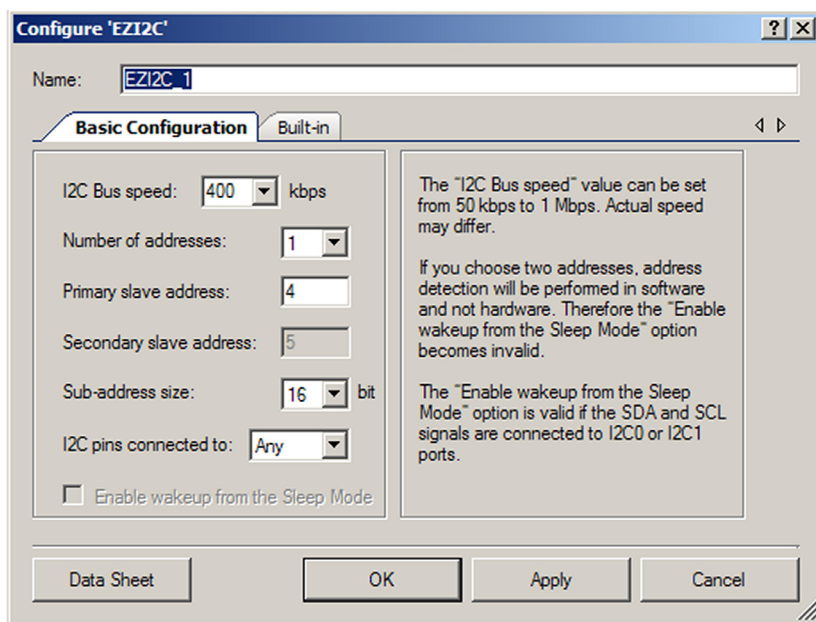 Configure 'EZI2C'
Name: EZI2C_1
Basic Configuration Built-in
I2C Bus speed: 400 kbps
Number of addresses: 1
Primary slave address: 4
Secondary slave address: 5
Sub-address size: 16 bit
I2C pins connected to: Any
Enable wakeup from the Sleep Mode
The "I2C Bus speed" value can be set
from 50 kbps to 1 Mbps. Actual speed
may differ.
If you choose two addresses, address
detection will be performed in software
and not hardware. Therefore the "Enable
wakeup from the Sleep Mode" option
becomes invalid.
The "Enable wakeup from the Sleep
Mode" option is valid if the SDA and SCL
signals are connected to I2C0 or I2C1
ports.
Data Sheet OK Apply Cancel